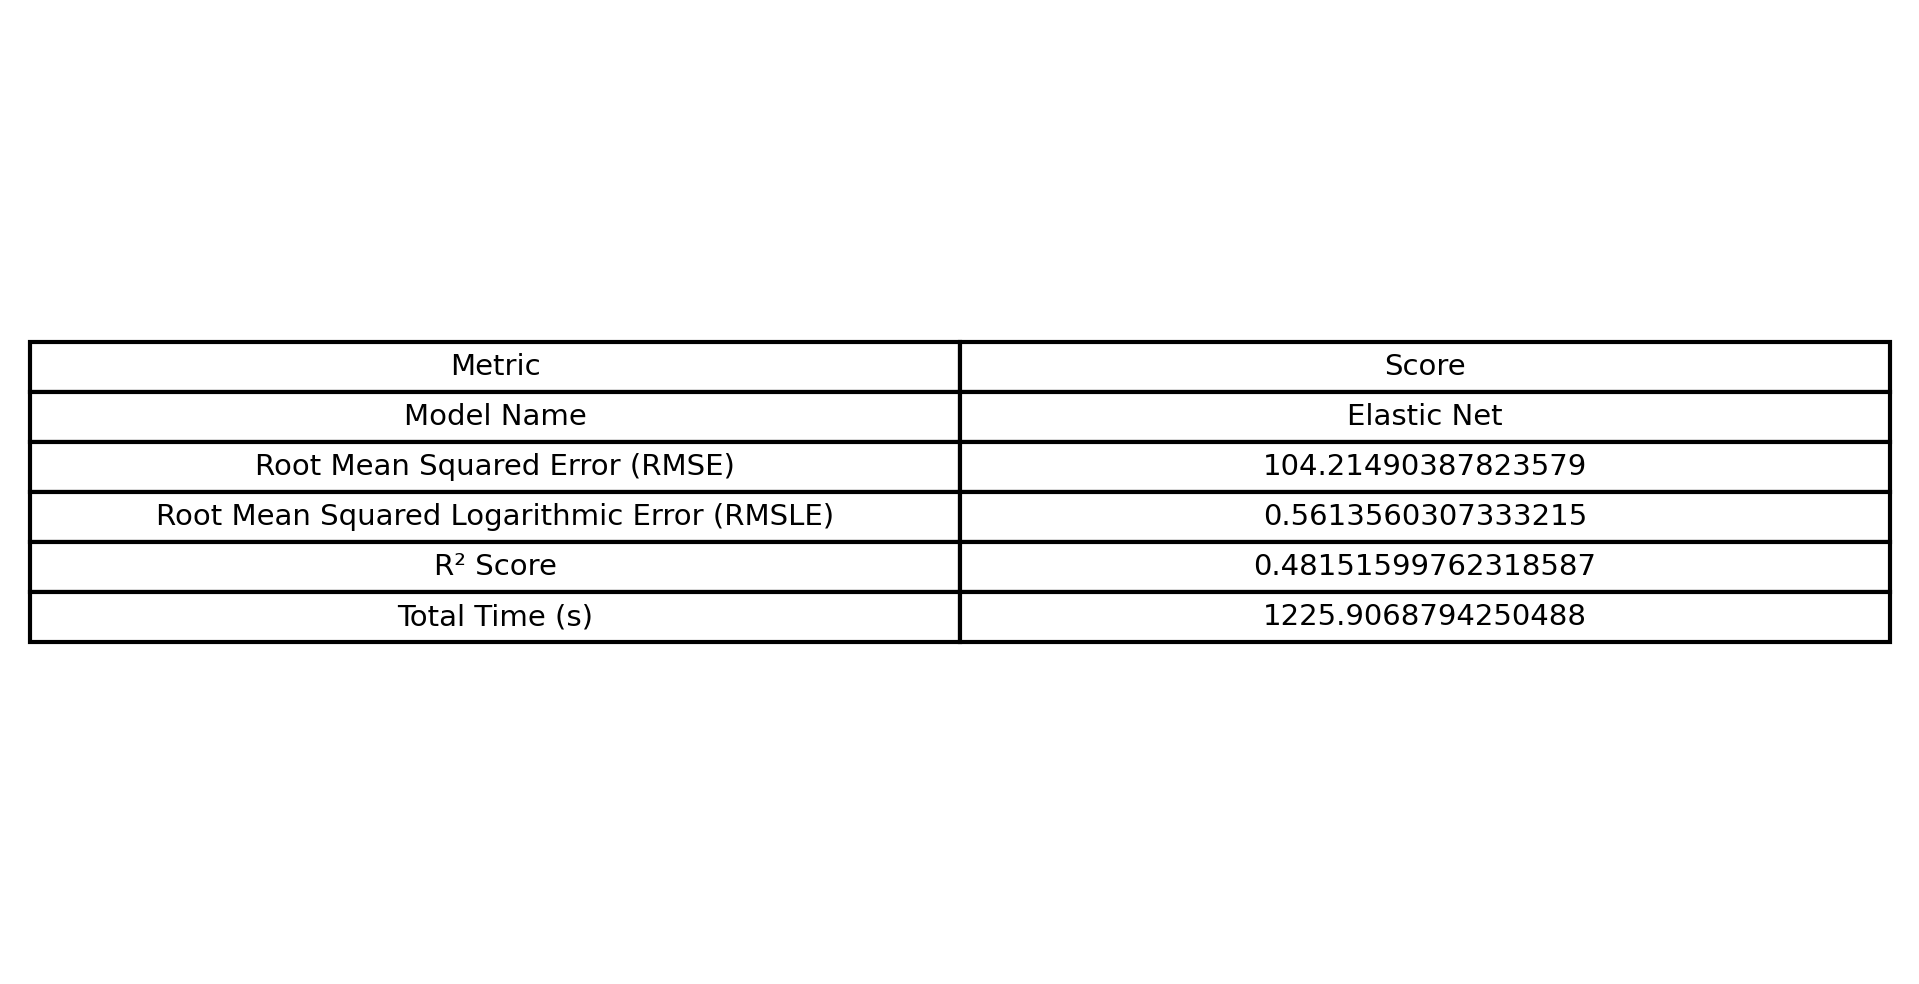 Metric Score
Model Name Elastic Net
Root Mean Squared Error (RMSE) 104.21490387823579
Root Mean Squared Logarithmic Error (RMSLE) 0.5613560307333215
R² Score 0.48151599762318587
Total Time (s) 1225.9068794250488